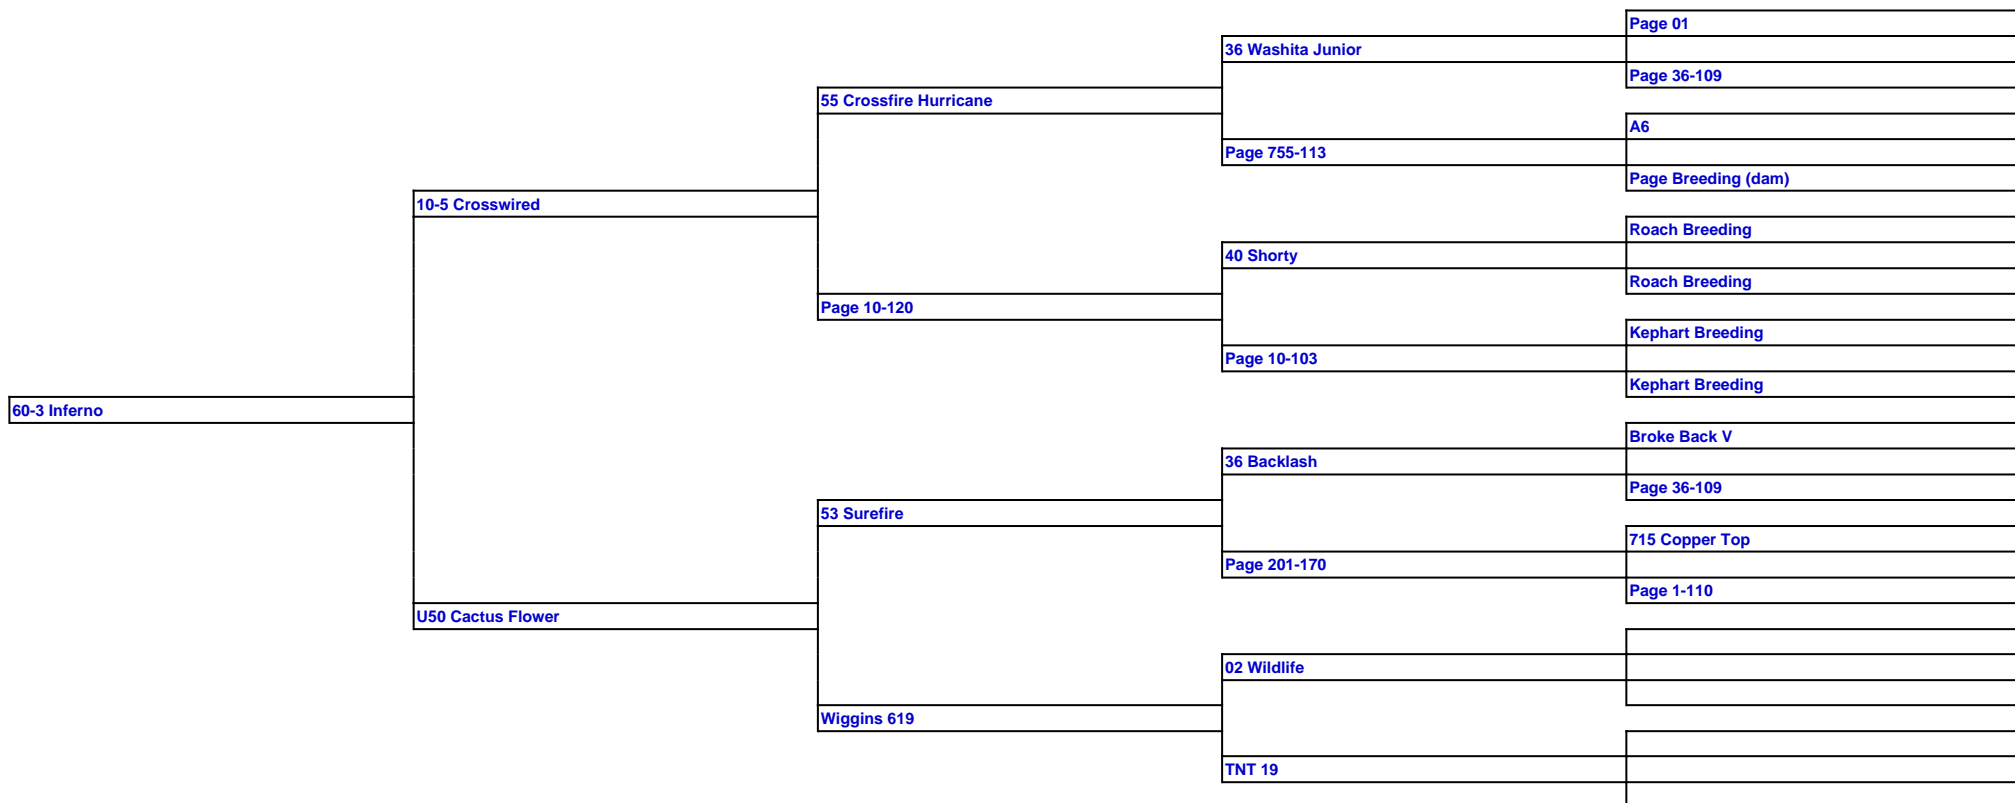 Page 01
36 Washita Junior
Page 36-109
55 Crossfire Hurricane
A6
Page 755-113
Page Breeding (dam)
10-5 Crosswired
Roach Breeding
40 Shorty
Roach Breeding
Page 10-120
Kephart Breeding
Page 10-103
Kephart Breeding
60-3 Inferno
Broke Back V
36 Backlash
Page 36-109
53 Surefire
715 Copper Top
Page 201-170
Page 1-110
U50 Cactus Flower
02 Wildlife
Wiggins 619
TNT 19